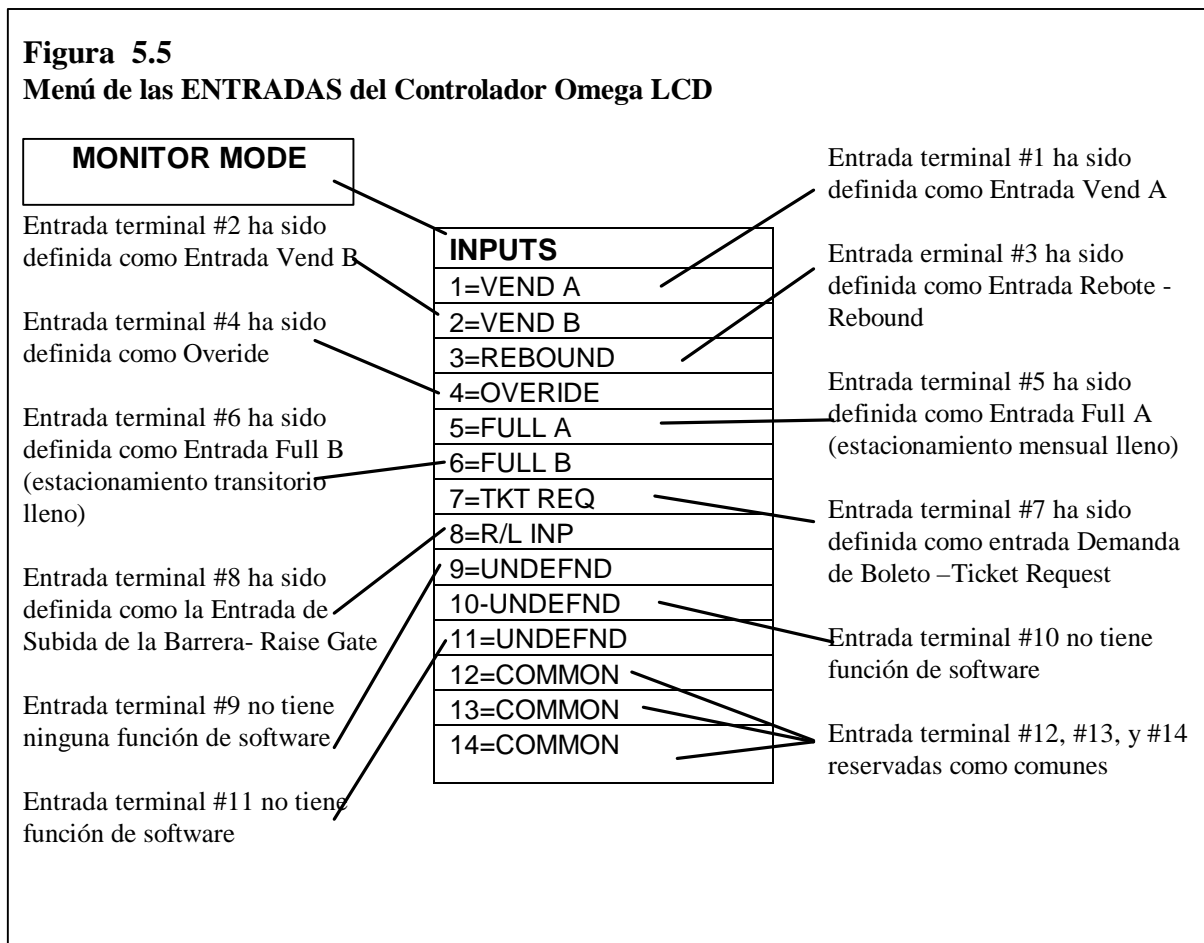 Figura 5.5
Menú de las ENTRADAS del Controlador Omega LCD
MONITOR MODE
Entrada terminal #2 ha sido
definida como Entrada Vend B
Entrada terminal #4 ha sido
definida como Overide
Entrada terminal #6 ha sido
definida como Entrada Full B
(estacionamiento transitorio
lleno)
Entrada terminal #8 ha sido
definida como la Entrada de
Subida de la Barrera- Raise Gate
Entrada terminal #9 no tiene
ninguna función de software
Entrada terminal #11 no tiene
función de software
INPUTS
1=VEND A
2=VEND B
3=REBOUND
4=OVERIDE
5=FULL A
6=FULL B
7=TKT REQ
8=R/L INP
9=UNDEFND
10-UNDEFND
11=UNDEFND
12=COMMON
13=COMMON
14=COMMON
Entrada terminal #1 ha sido
definida como Entrada Vend A
Entrada erminal #3 ha sido
definida como Entrada Rebote -
Rebound
Entrada terminal #5 ha sido
definida como Entrada Full A
(estacionamiento mensual lleno)
Entrada terminal #7 ha sido
definida como entrada Demanda
de Boleto –Ticket Request
Entrada terminal #10 no tiene
función de software
Entrada terminal #12, #13, y #14
reservadas como comunes